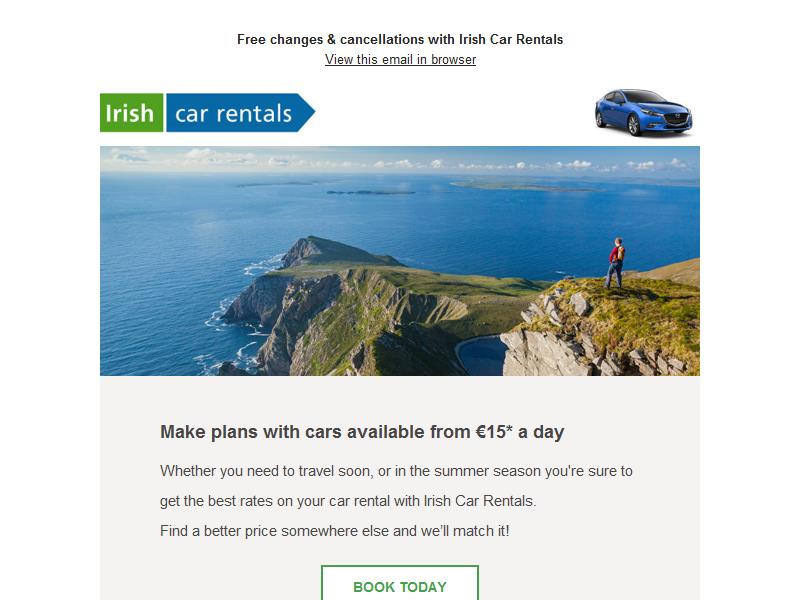 Free changes & cancellations with Irish Car Rentals
View this email in browser
Irish car rentals
Make plans with cars available from €15* a day
Whether you need to travel soon, or in the summer season you're sure to
get the best rates on your car rental with Irish Car Rentals.
Find a better price somewhere else and we’ll match it!
BOOK TODAY